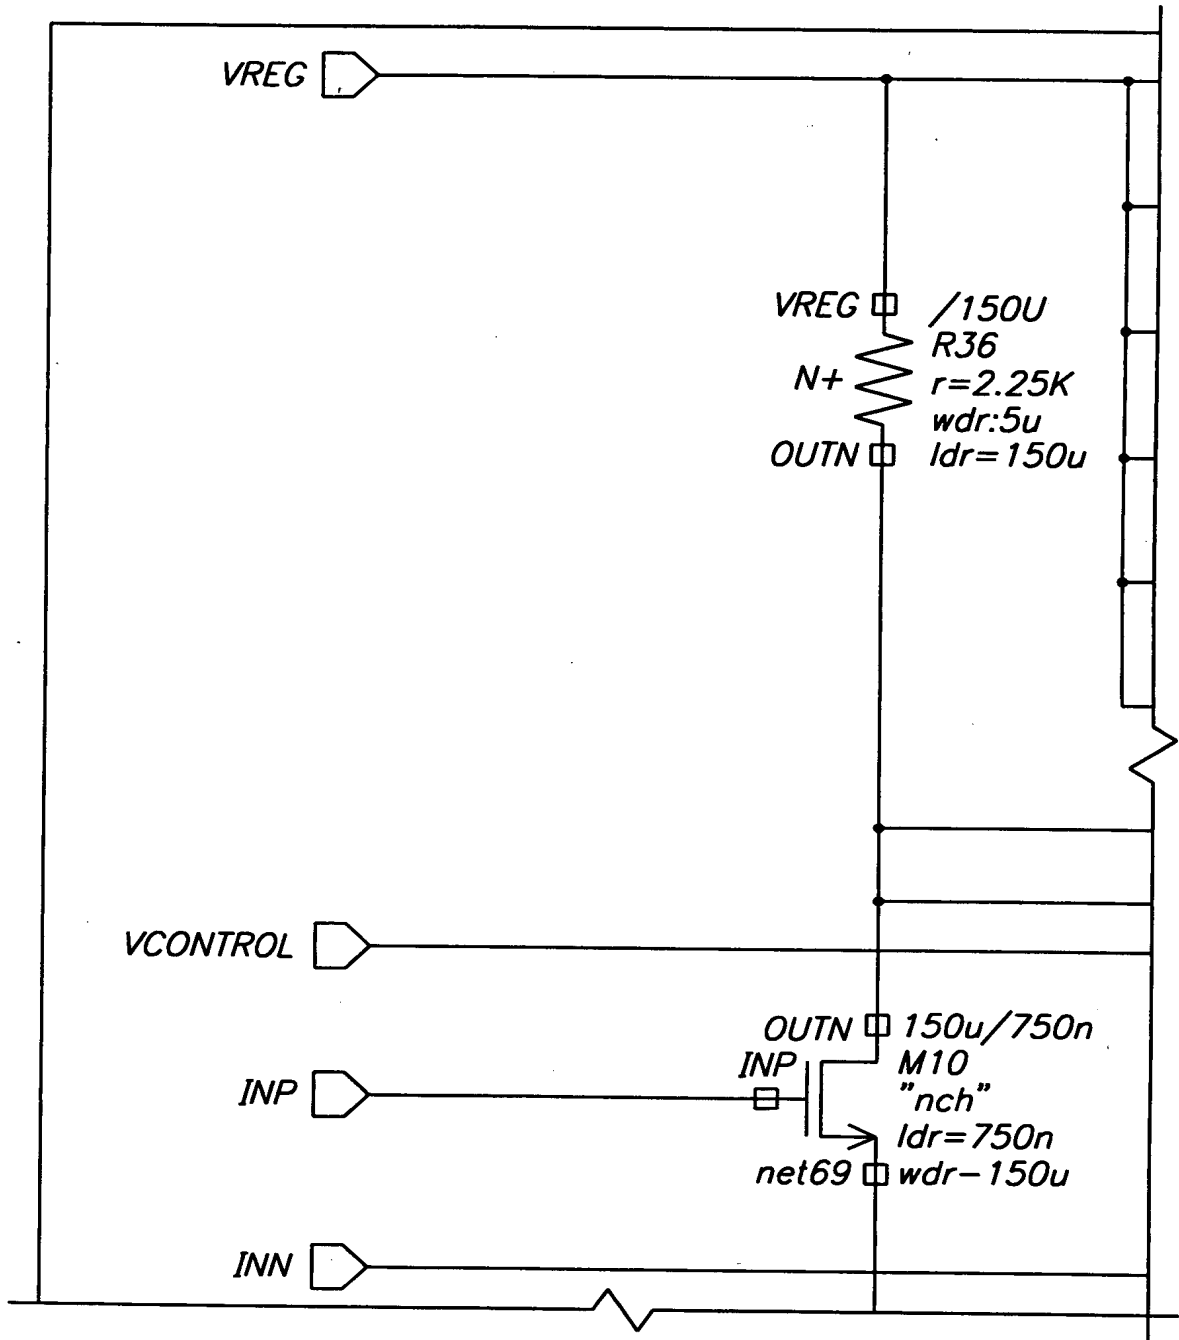 VREG
VREG
/150U
R36
N+
r=2.25K
wdr:5u
OUTN
ldr=150u
VCONTROL
OUTN
150u/750n
INP
M10
INP
"nch"
ldr=750n
net69
wdr-150u
INN